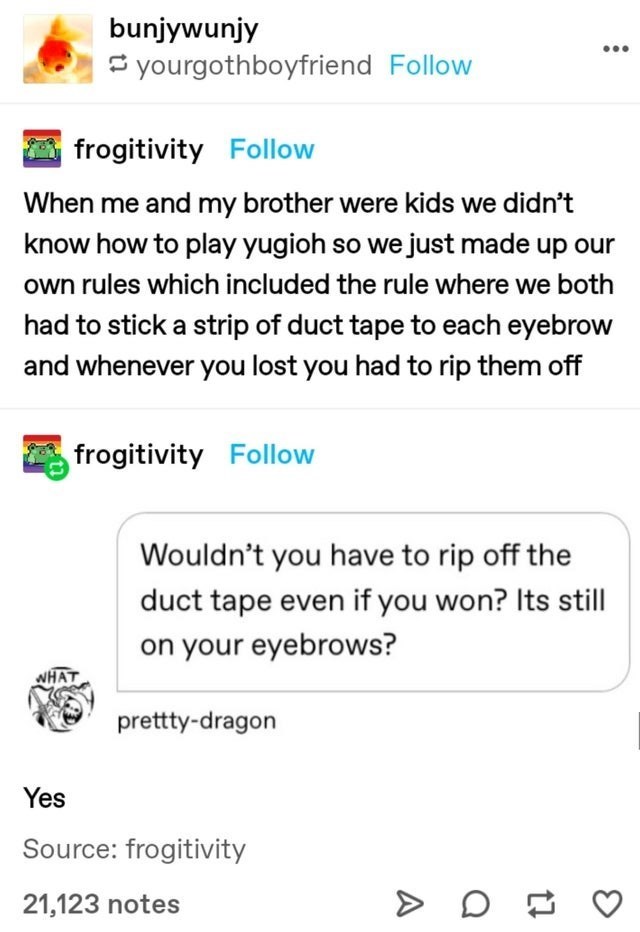 bunjywunjy
yourgothboyfriend Follow
frogitivity Follow
When me and my brother were kids we didn’t
know how to play yugioh so we just made up our
own rules which included the rule where we both
had to stick a strip of duct tape to each eyebrow
and whenever you lost you had to rip them off
frogitivity Follow
Wouldn’t you have to rip off the
duct tape even if you won? Its still
on your eyebrows?
WHAT
prettty-dragon
Yes
Source: frogitivity
21,123 notes